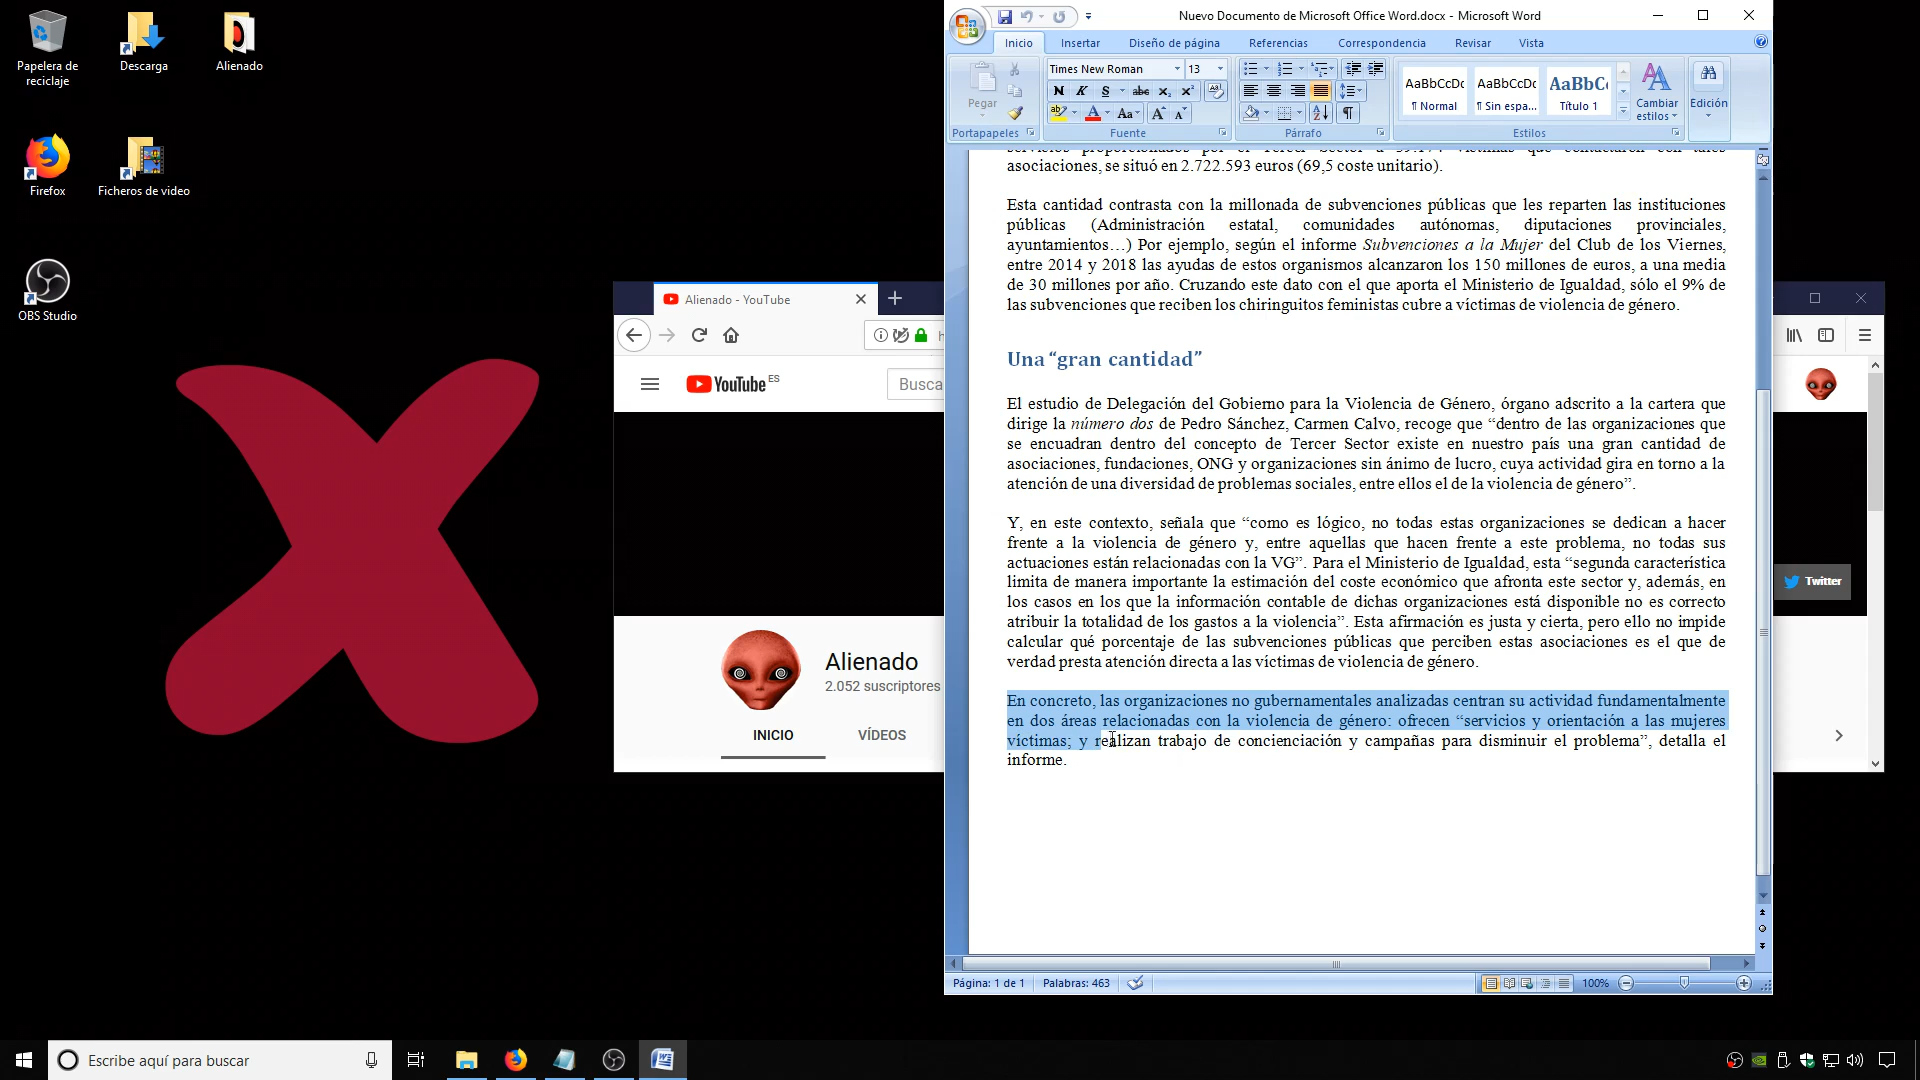 Papelera de
reciclaje
Descarga
Alienado
Firefox
Ficheros de video
OBS Studio
Alienado - YouTube
YouTube ES
Busca
Alienado
2.052 suscriptores
INICIO
VÍDEOS
Twitter
Nuevo Documento de Microsoft Office Word.docx - Microsoft Word
Inicio
Insertar
Diseño de página
Referencias
Correspondencia
Revisar
Vista
Pegar
Portapapeles
Times New Roman
13
Fuente
Párrafo
AaBbCcDc
¶ Normal
AaBbCcDc
¶ Sin espa...
AaBbC
Título 1
Cambiar
estilos
Estilos
Edición
servicios proporcionados por el Tercer Sector a 39.174 víctimas que contactaron con tales
asociaciones, se situó en 2.722.593 euros (69,5 coste unitario).
Esta cantidad contrasta con la millonada de subvenciones públicas que les reparten las instituciones
públicas (Administración estatal, comunidades autónomas, diputaciones provinciales,
ayuntamientos…) Por ejemplo, según el informe Subvenciones a la Mujer del Club de los Viernes,
entre 2014 y 2018 las ayudas de estos organismos alcanzaron los 150 millones de euros, a una media
de 30 millones por año. Cruzando este dato con el que aporta el Ministerio de Igualdad, sólo el 9% de
las subvenciones que reciben los chiringuitos feministas cubre a víctimas de violencia de género.
Una “gran cantidad”
El estudio de Delegación del Gobierno para la Violencia de Género, órgano adscrito a la cartera que
dirige la número dos de Pedro Sánchez, Carmen Calvo, recoge que “dentro de las organizaciones que
se encuadran dentro del concepto de Tercer Sector existe en nuestro país una gran cantidad de
asociaciones, fundaciones, ONG y organizaciones sin ánimo de lucro, cuya actividad gira en torno a la
atención de una diversidad de problemas sociales, entre ellos el de la violencia de género”.
Y, en este contexto, señala que “como es lógico, no todas estas organizaciones se dedican a hacer
frente a la violencia de género y, entre aquellas que hacen frente a este problema, no todas sus
actuaciones están relacionadas con la VG”. Para el Ministerio de Igualdad, esta “segunda característica
limita de manera importante la estimación del coste económico que afronta este sector y, además, en
los casos en los que la información contable de dichas organizaciones está disponible no es correcto
atribuir la totalidad de los gastos a la violencia”. Esta afirmación es justa y cierta, pero ello no impide
calcular qué porcentaje de las subvenciones públicas que perciben estas asociaciones es el que de
verdad presta atención directa a las víctimas de violencia de género.
En concreto, las organizaciones no gubernamentales analizadas centran su actividad fundamentalmente
en dos áreas relacionadas con la violencia de género: ofrecen “servicios y orientación a las mujeres
víctimas; y realizan trabajo de concienciación y campañas para disminuir el problema”, detalla el
informe.
Página: 1 de 1
Palabras: 463
100%
Escribe aquí para buscar